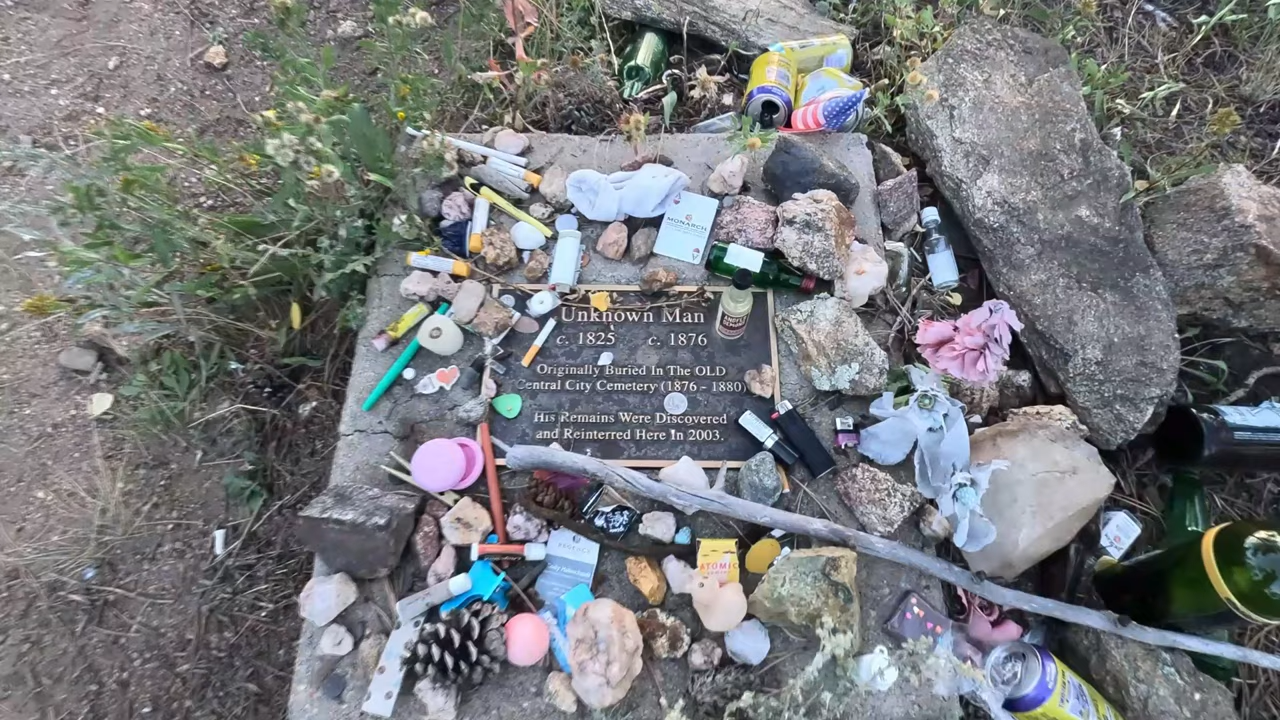 MONARCH
Unknown Man
c. 1825 c. 1876
Originally Buried In The OLD
Central City Cemetery (1876 - 1880)
His Remains Were Discovered
and Reinterred Here In 2003.
ATOMIC